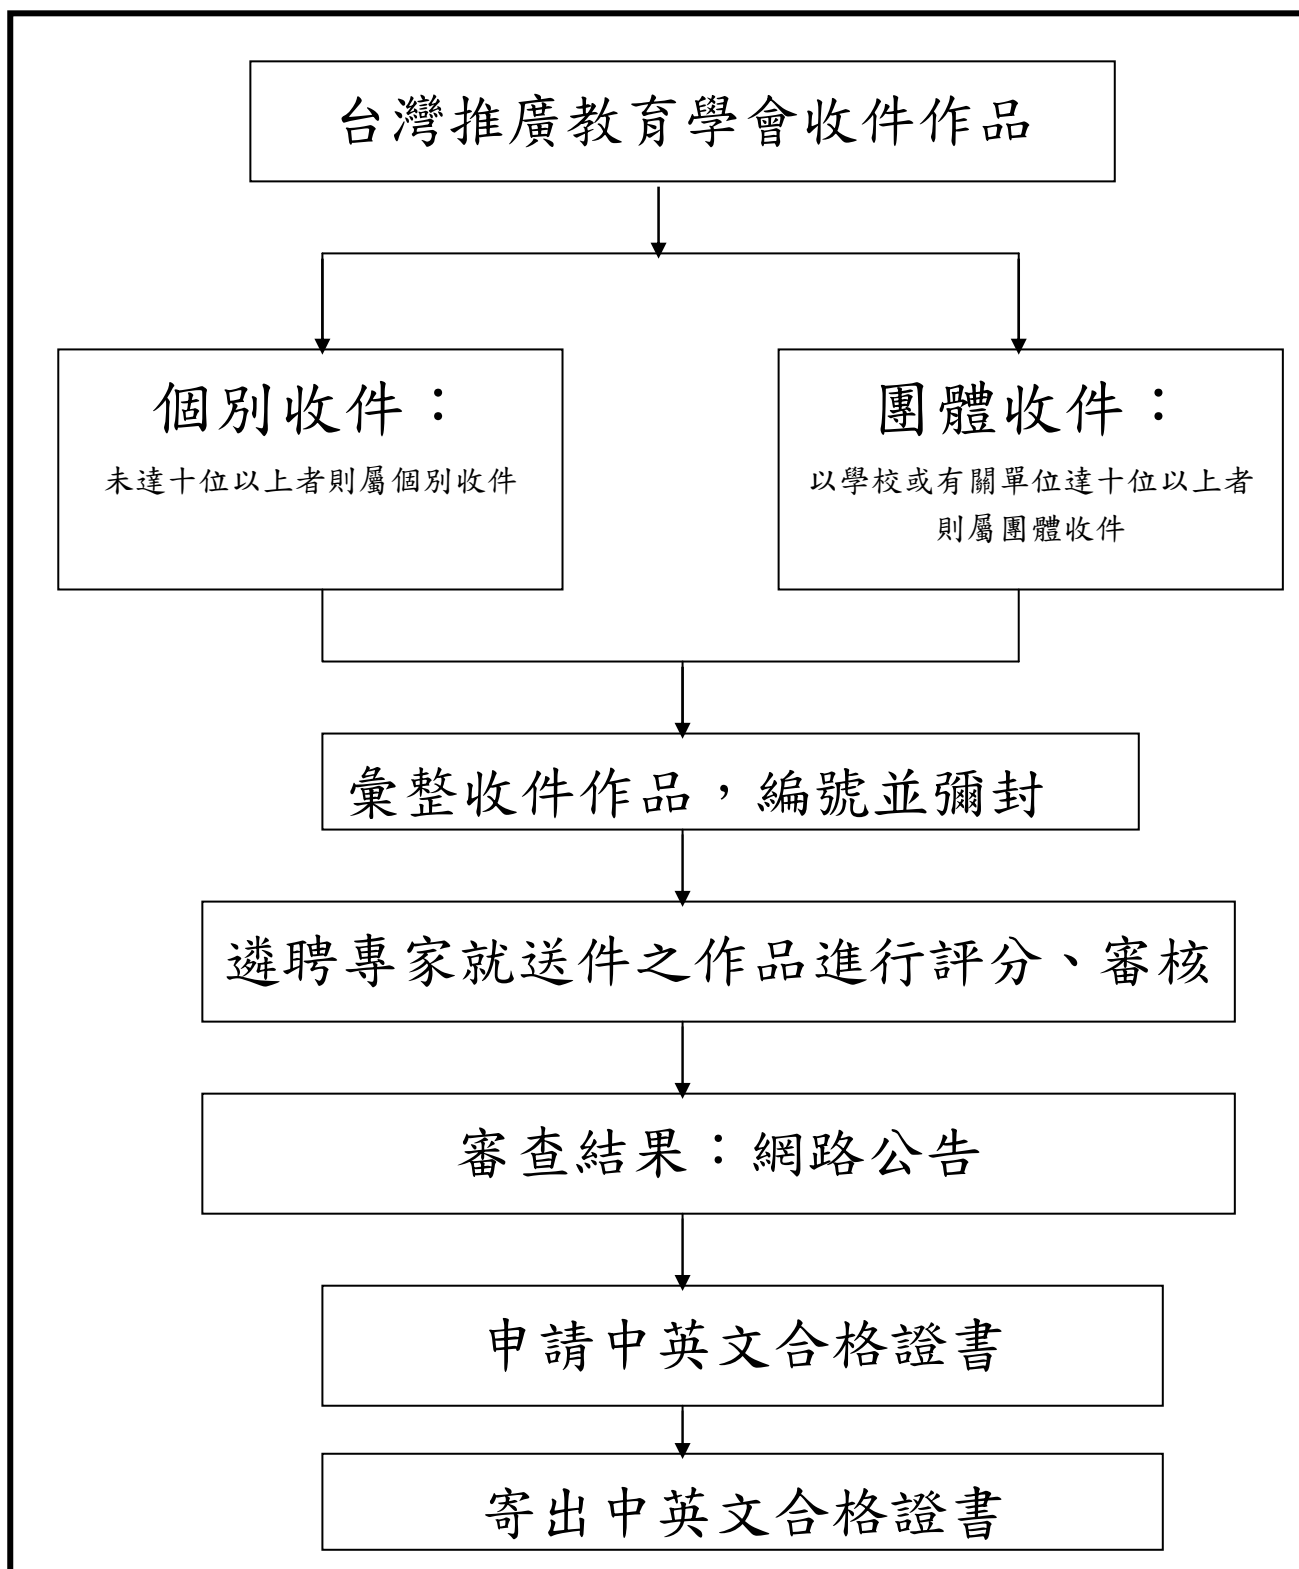 台灣推廣教育學會收件作品
個別收件：
未達十位以上者則屬個別收件
團體收件：
以學校或有關單位達十位以上者
則屬團體收件
彙整收件作品，編號並彌封
遴聘專家就送件之作品進行評分、審核
審查結果：網路公告
申請中英文合格證書
寄出中英文合格證書